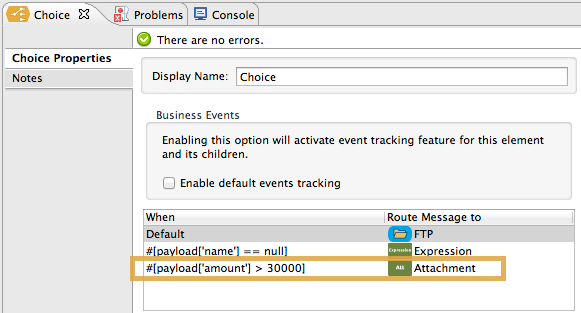 Choice Problems Console
There are no errors.
Choice Properties
Notes
Display Name: Choice
Business Events
Enabling this option will activate event tracking feature for this element
and its children.
Enable default events tracking
When Route Message to
Default FTP
#[payload['name'] == null] Expression Expression
#[payload['amount'] > 30000] ALL Attachment